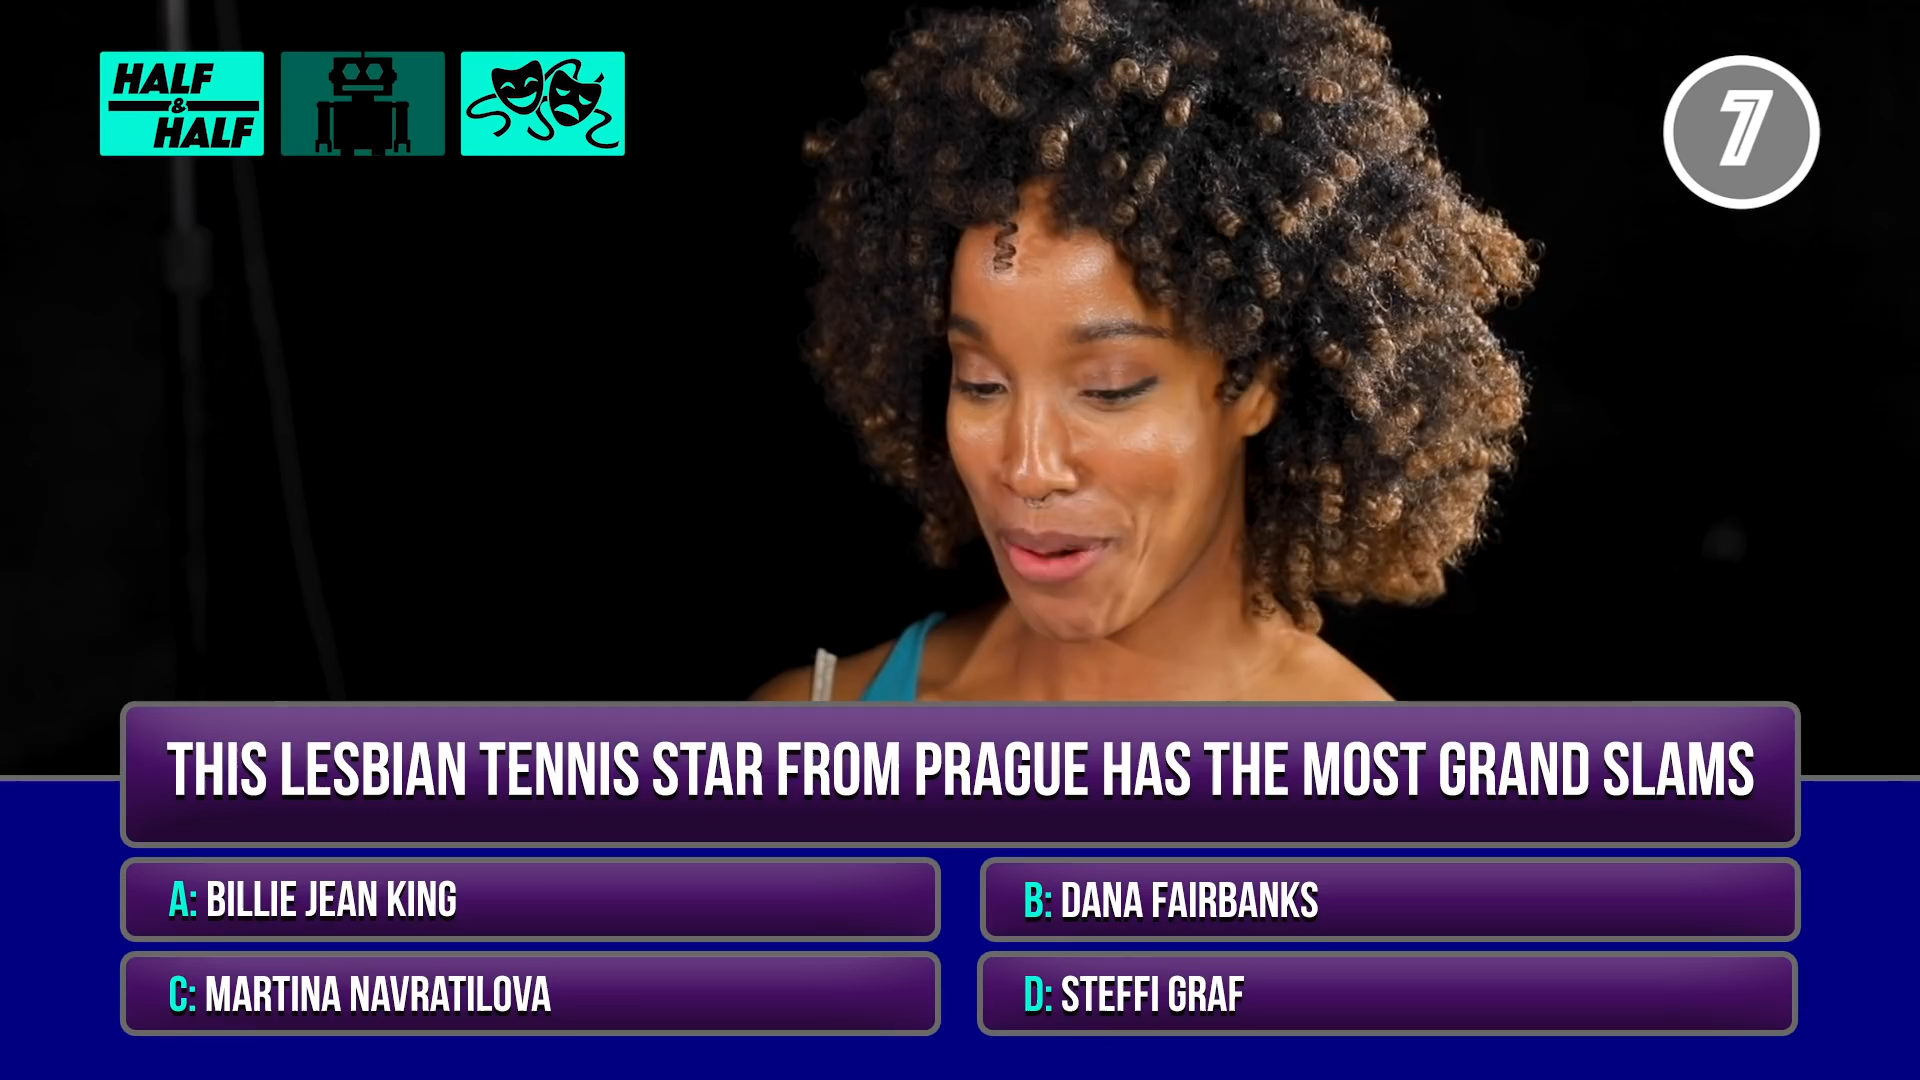 HALF
&
HALF
7
THIS LESBIAN TENNIS STAR FROM PRAGUE HAS THE MOST GRAND SLAMS
A: BILLIE JEAN KING
B: DANA FAIRBANKS
C: MARTINA NAVRATILOVA
D: STEFFI GRAF